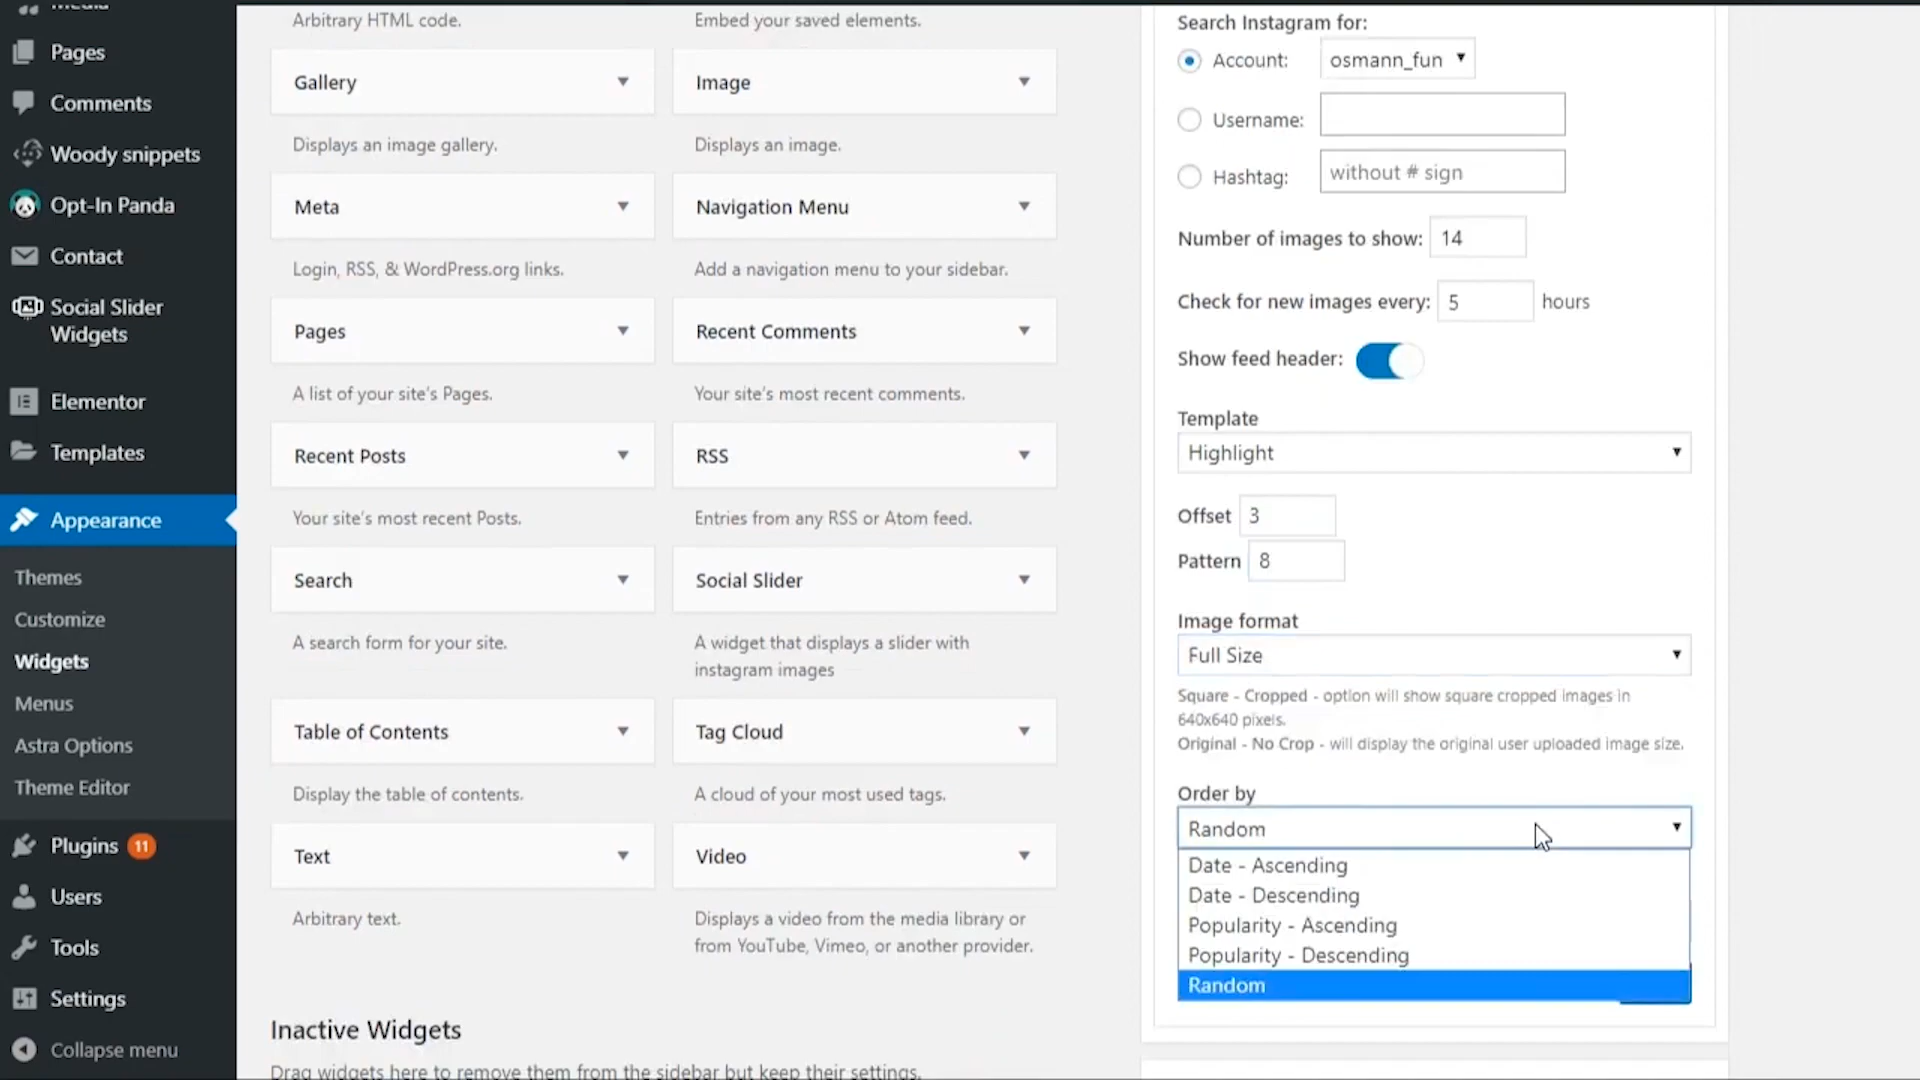 Media
Pages
Comments
Woody snippets
Opt-In Panda
Contact
Social Slider
Widgets
Elementor
Templates
Appearance
Themes
Customize
Widgets
Menus
Astra Options
Theme Editor
Plugins 11
Users
Tools
Settings
Collapse menu
Arbitrary HTML code.
Embed your saved elements.
Gallery
Image
Displays an image gallery.
Displays an image.
Meta
Navigation Menu
Login, RSS, & WordPress.org links.
Add a navigation menu to your sidebar.
Pages
Recent Comments
A list of your site's Pages.
Your site's most recent comments.
Recent Posts
RSS
Your site's most recent Posts.
Entries from any RSS or Atom feed.
Search
Social Slider
A search form for your site.
A widget that displays a slider with
instagram images
Table of Contents
Tag Cloud
Display the table of contents.
A cloud of your most used tags.
Text
Video
Arbitrary text.
Displays a video from the media library or
from YouTube, Vimeo, or another provider.
Inactive Widgets
Drag widgets here to remove them from the sidebar but keep their settings.
Search Instagram for:
Account: osmann_fun
Username:
Hashtag: without # sign
Number of images to show: 14
Check for new images every: 5 hours
Show feed header:
Template
Highlight
Offset 3
Pattern 8
Image format
Full Size
Square - Cropped - option will show square cropped images in
640x640 pixels.
Original - No Crop - will display the original user uploaded image size.
Order by
Random
Date - Ascending
Date - Descending
Popularity - Ascending
Popularity - Descending
Random